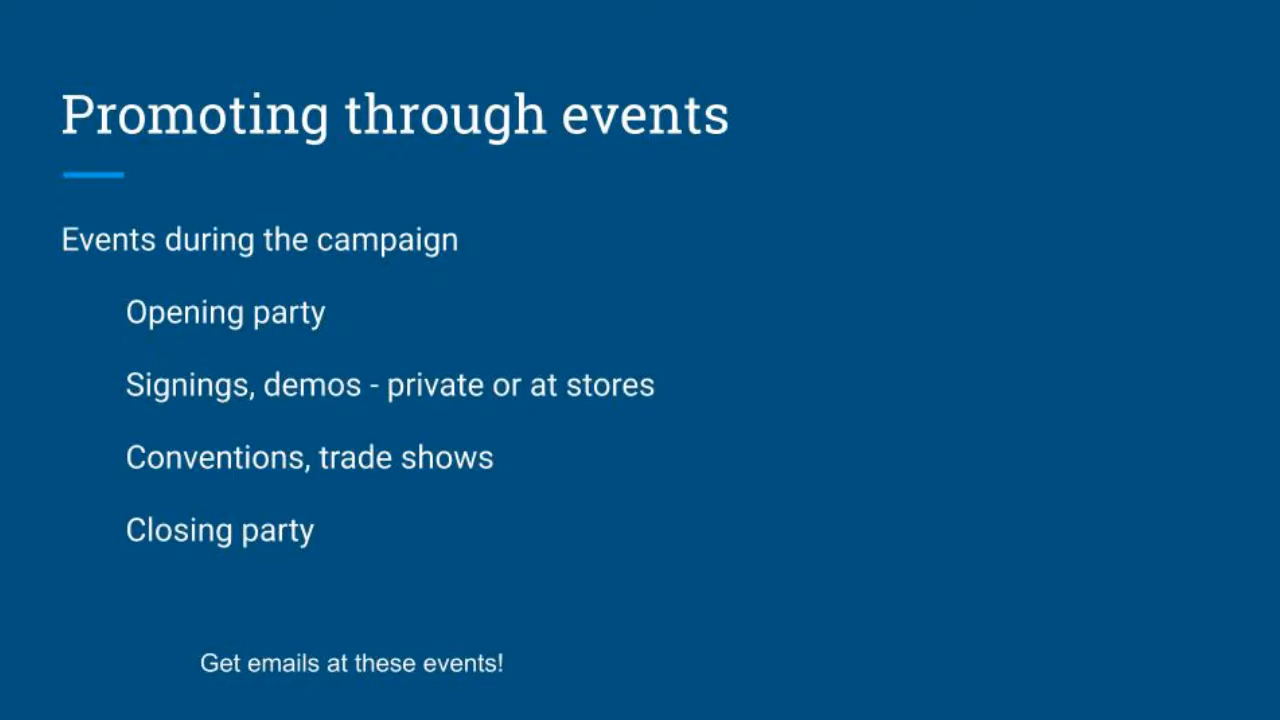 Promoting through events
Events during the campaign
Opening party
Signings, demos - private or at stores
Conventions, trade shows
Closing party
Get emails at these events!